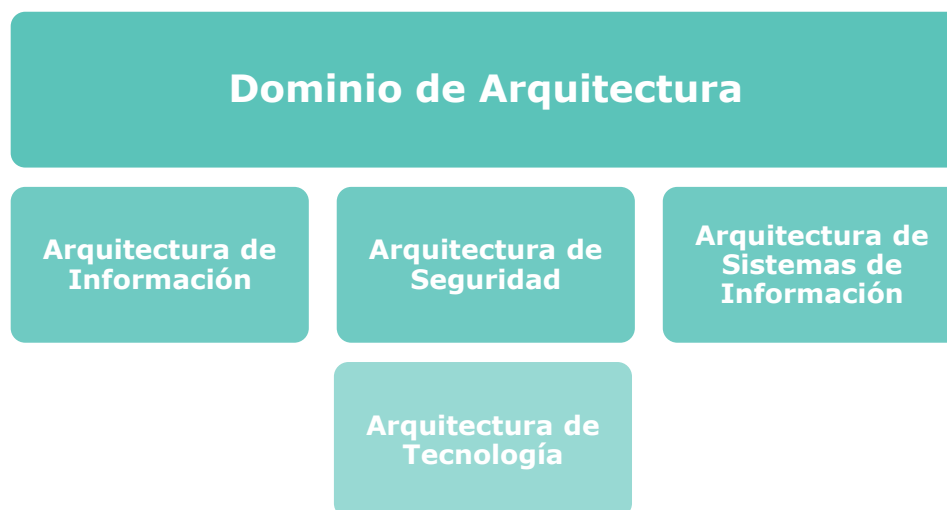 Dominio de Arquitectura
Arquitectura de
Información
Arquitectura de
Seguridad
Arquitectura de
Sistemas de
Información
Arquitectura de
Tecnología